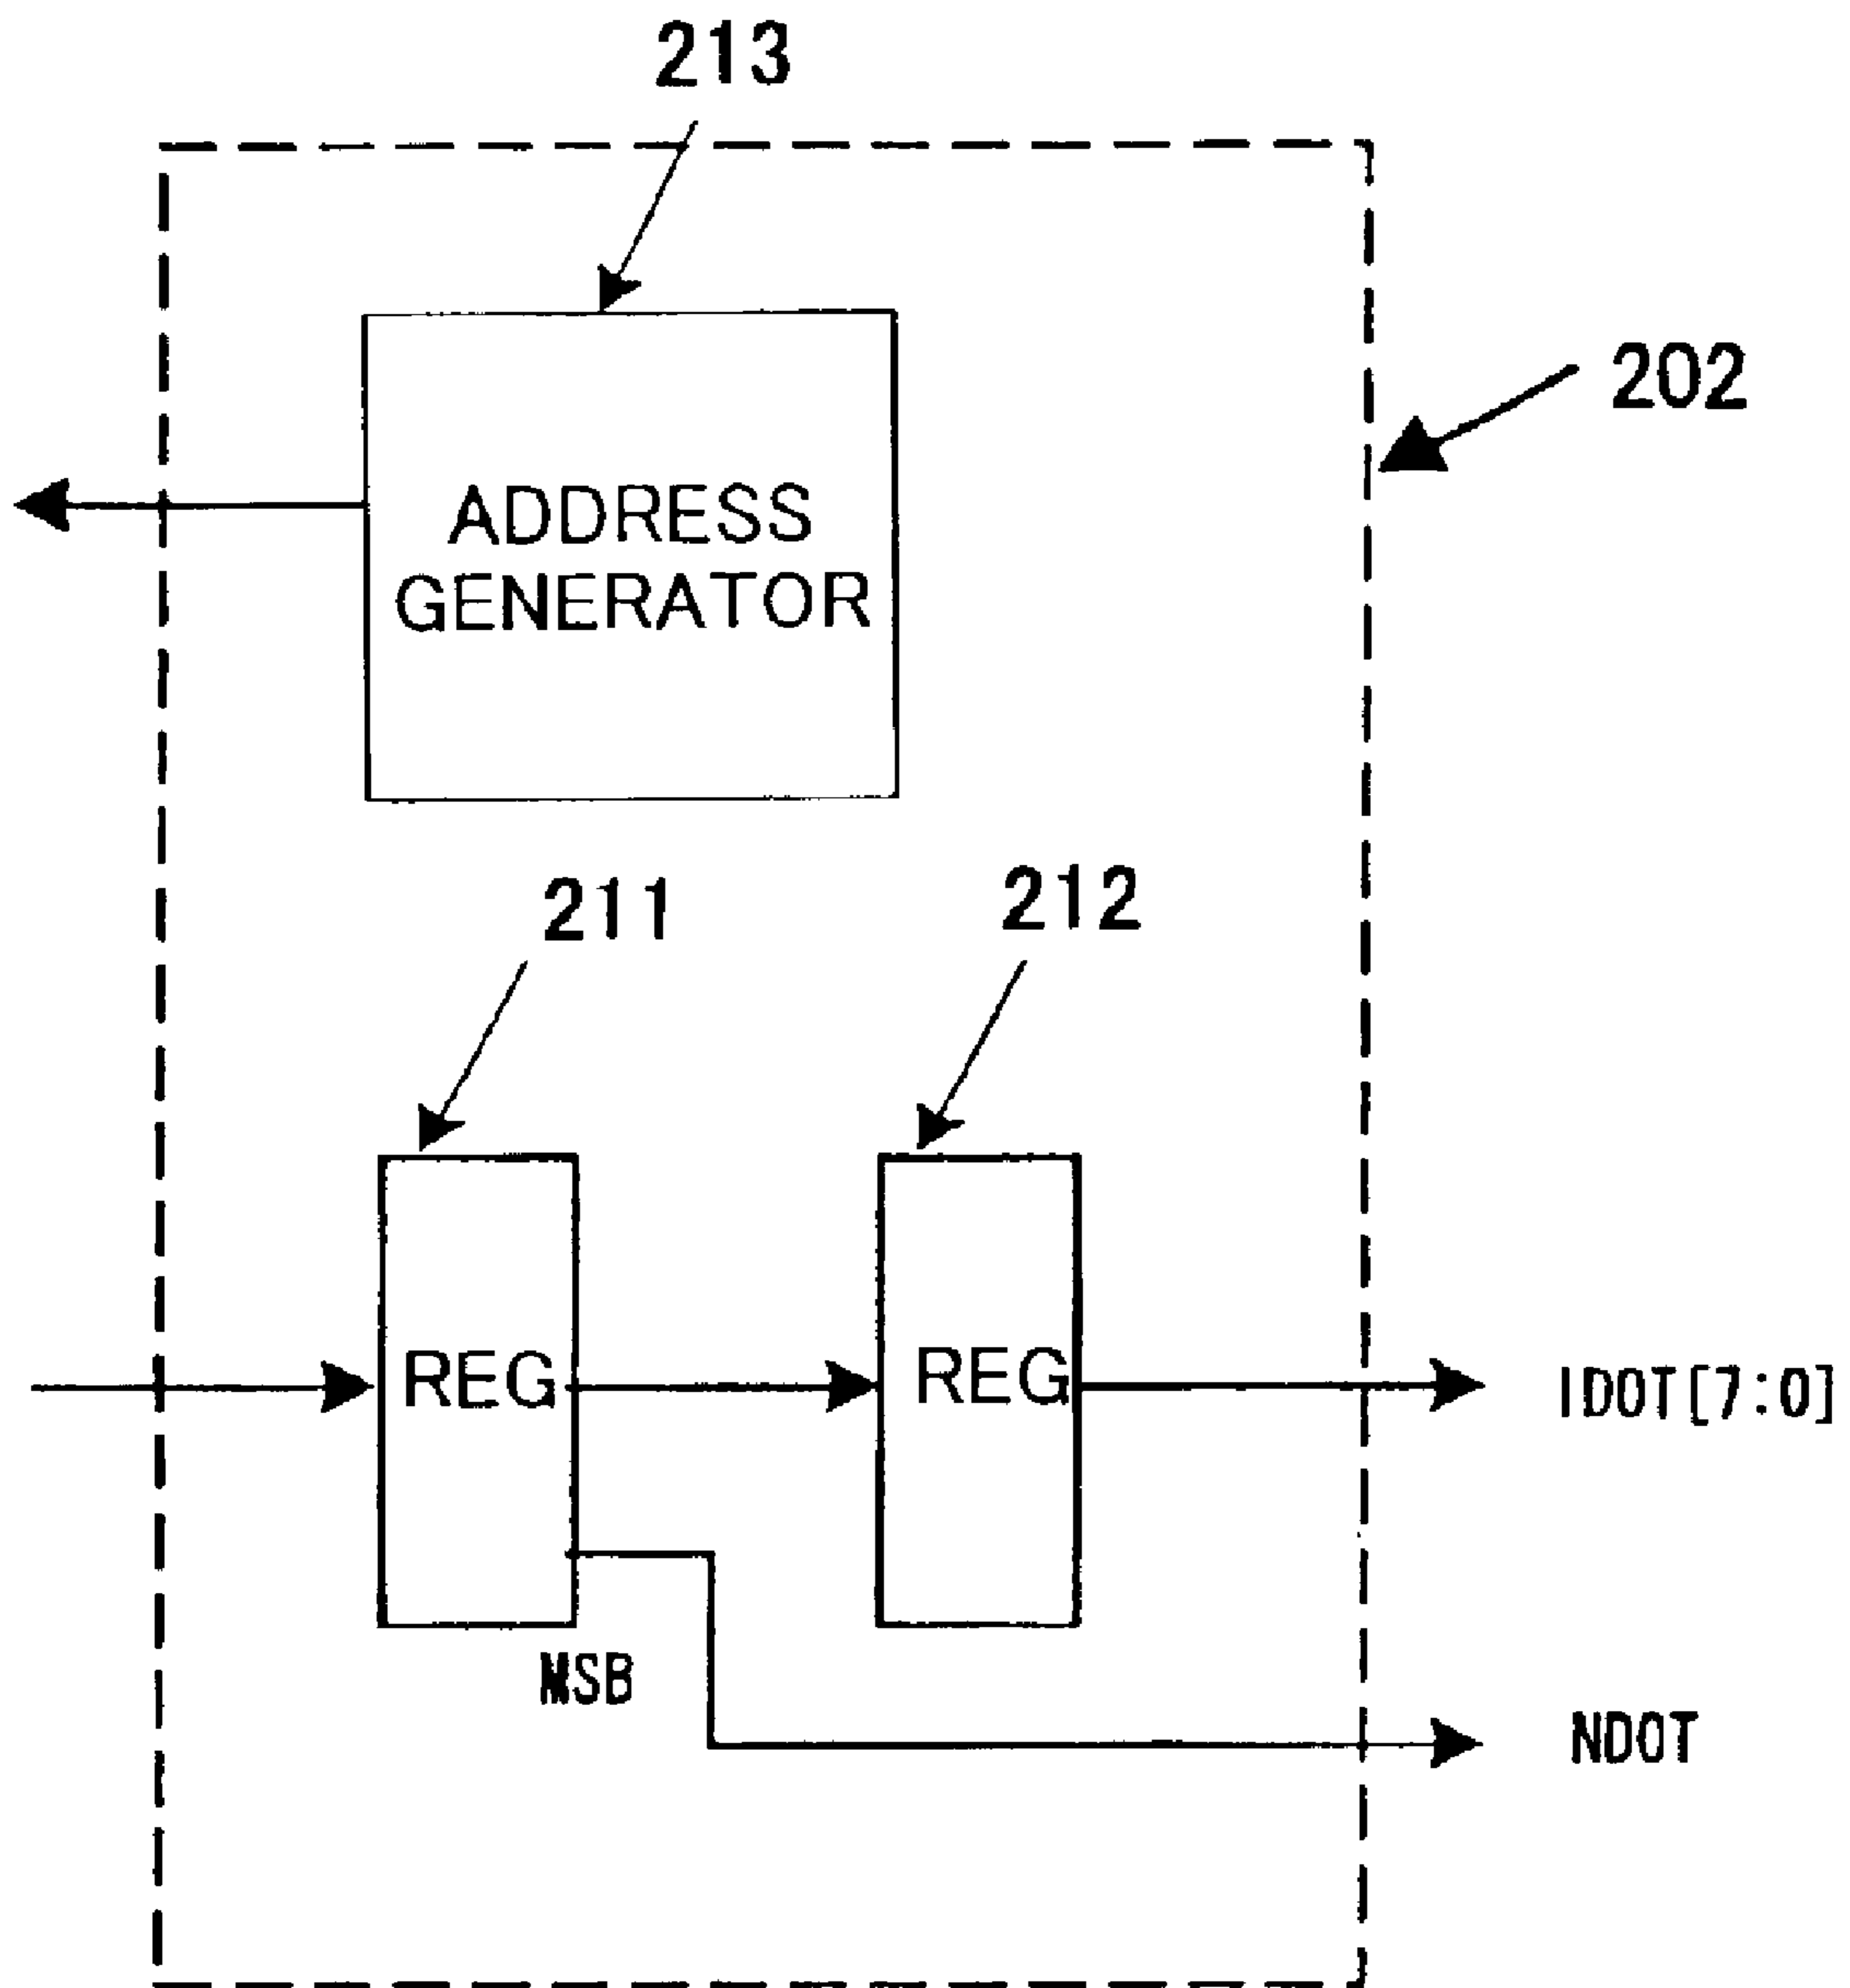 213
202
ADDRESS
GENERATOR
211
212
REG
REG
IDOT[7:0]
MSB
NDOT